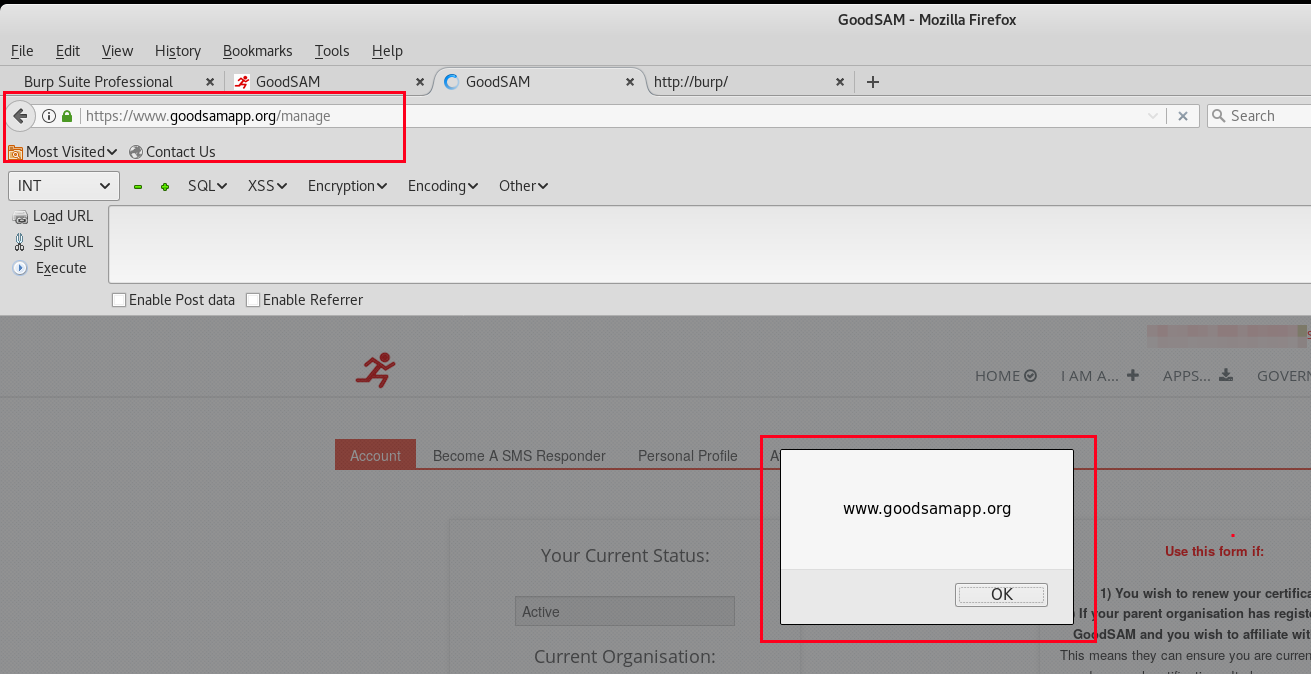 GoodSAM - Mozilla Firefox
File Edit View History Bookmarks Tools Help
Burp Suite Professional × GoodSAM × GoodSAM × http://burp/ × +
https://www.goodsamapp.org/manage Search
Most Visited Contact Us
INT SQL XSS Encryption Encoding Other
Load URL
Split URL
Execute
Enable Post data Enable Referrer
HOME I AM A... APPS... GOVERN
Account Become A SMS Responder Personal Profile
www.goodsamapp.org
OK
Your Current Status:
Active
Current Organisation:
Use this form if:
1) You wish to renew your certifica
If your parent organisation has regist
GoodSAM and you wish to affiliate wit
This means they can ensure you are curren